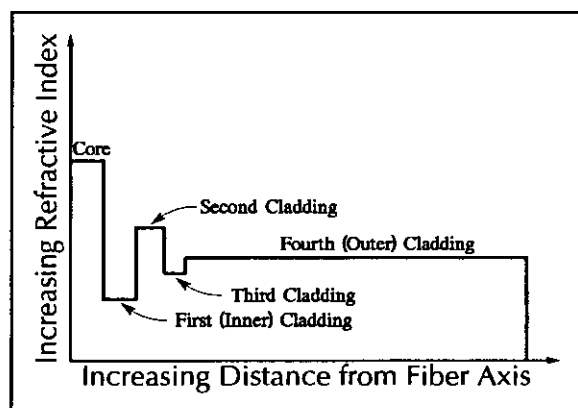 Increasing Refractive Index
Core
Second Cladding
Fourth (Outer) Cladding
Third Cladding
First (Inner) Cladding
Increasing Distance from Fiber Axis